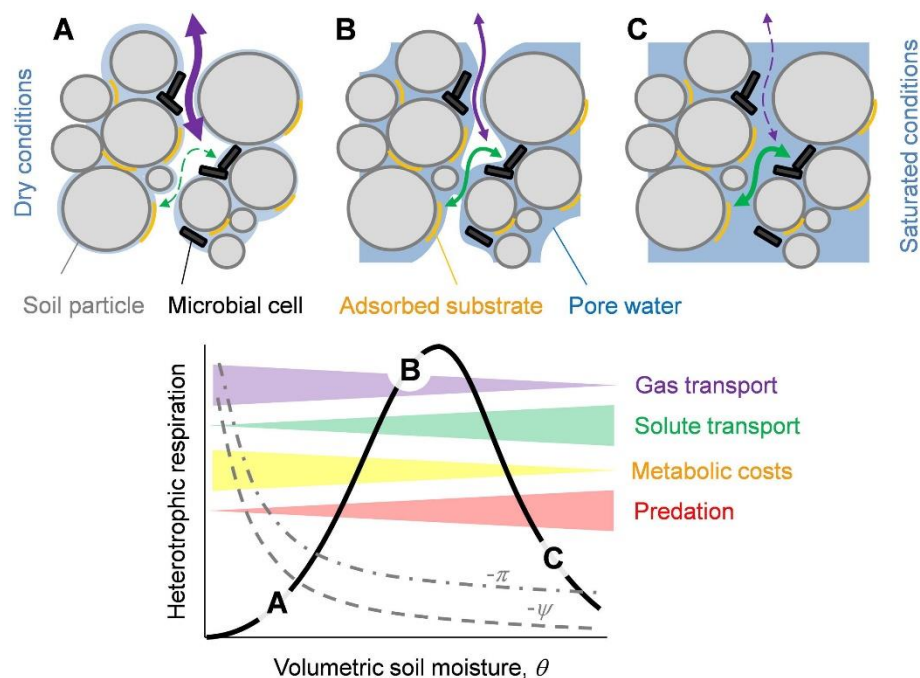 A
B
C
Dry conditions
Saturated conditions
Soil particle
Microbial cell
Adsorbed substrate
Pore water
Heterotrophic respiration
B
Gas transport
Solute transport
Metabolic costs
Predation
A
C
-π
-ψ
Volumetric soil moisture, θ